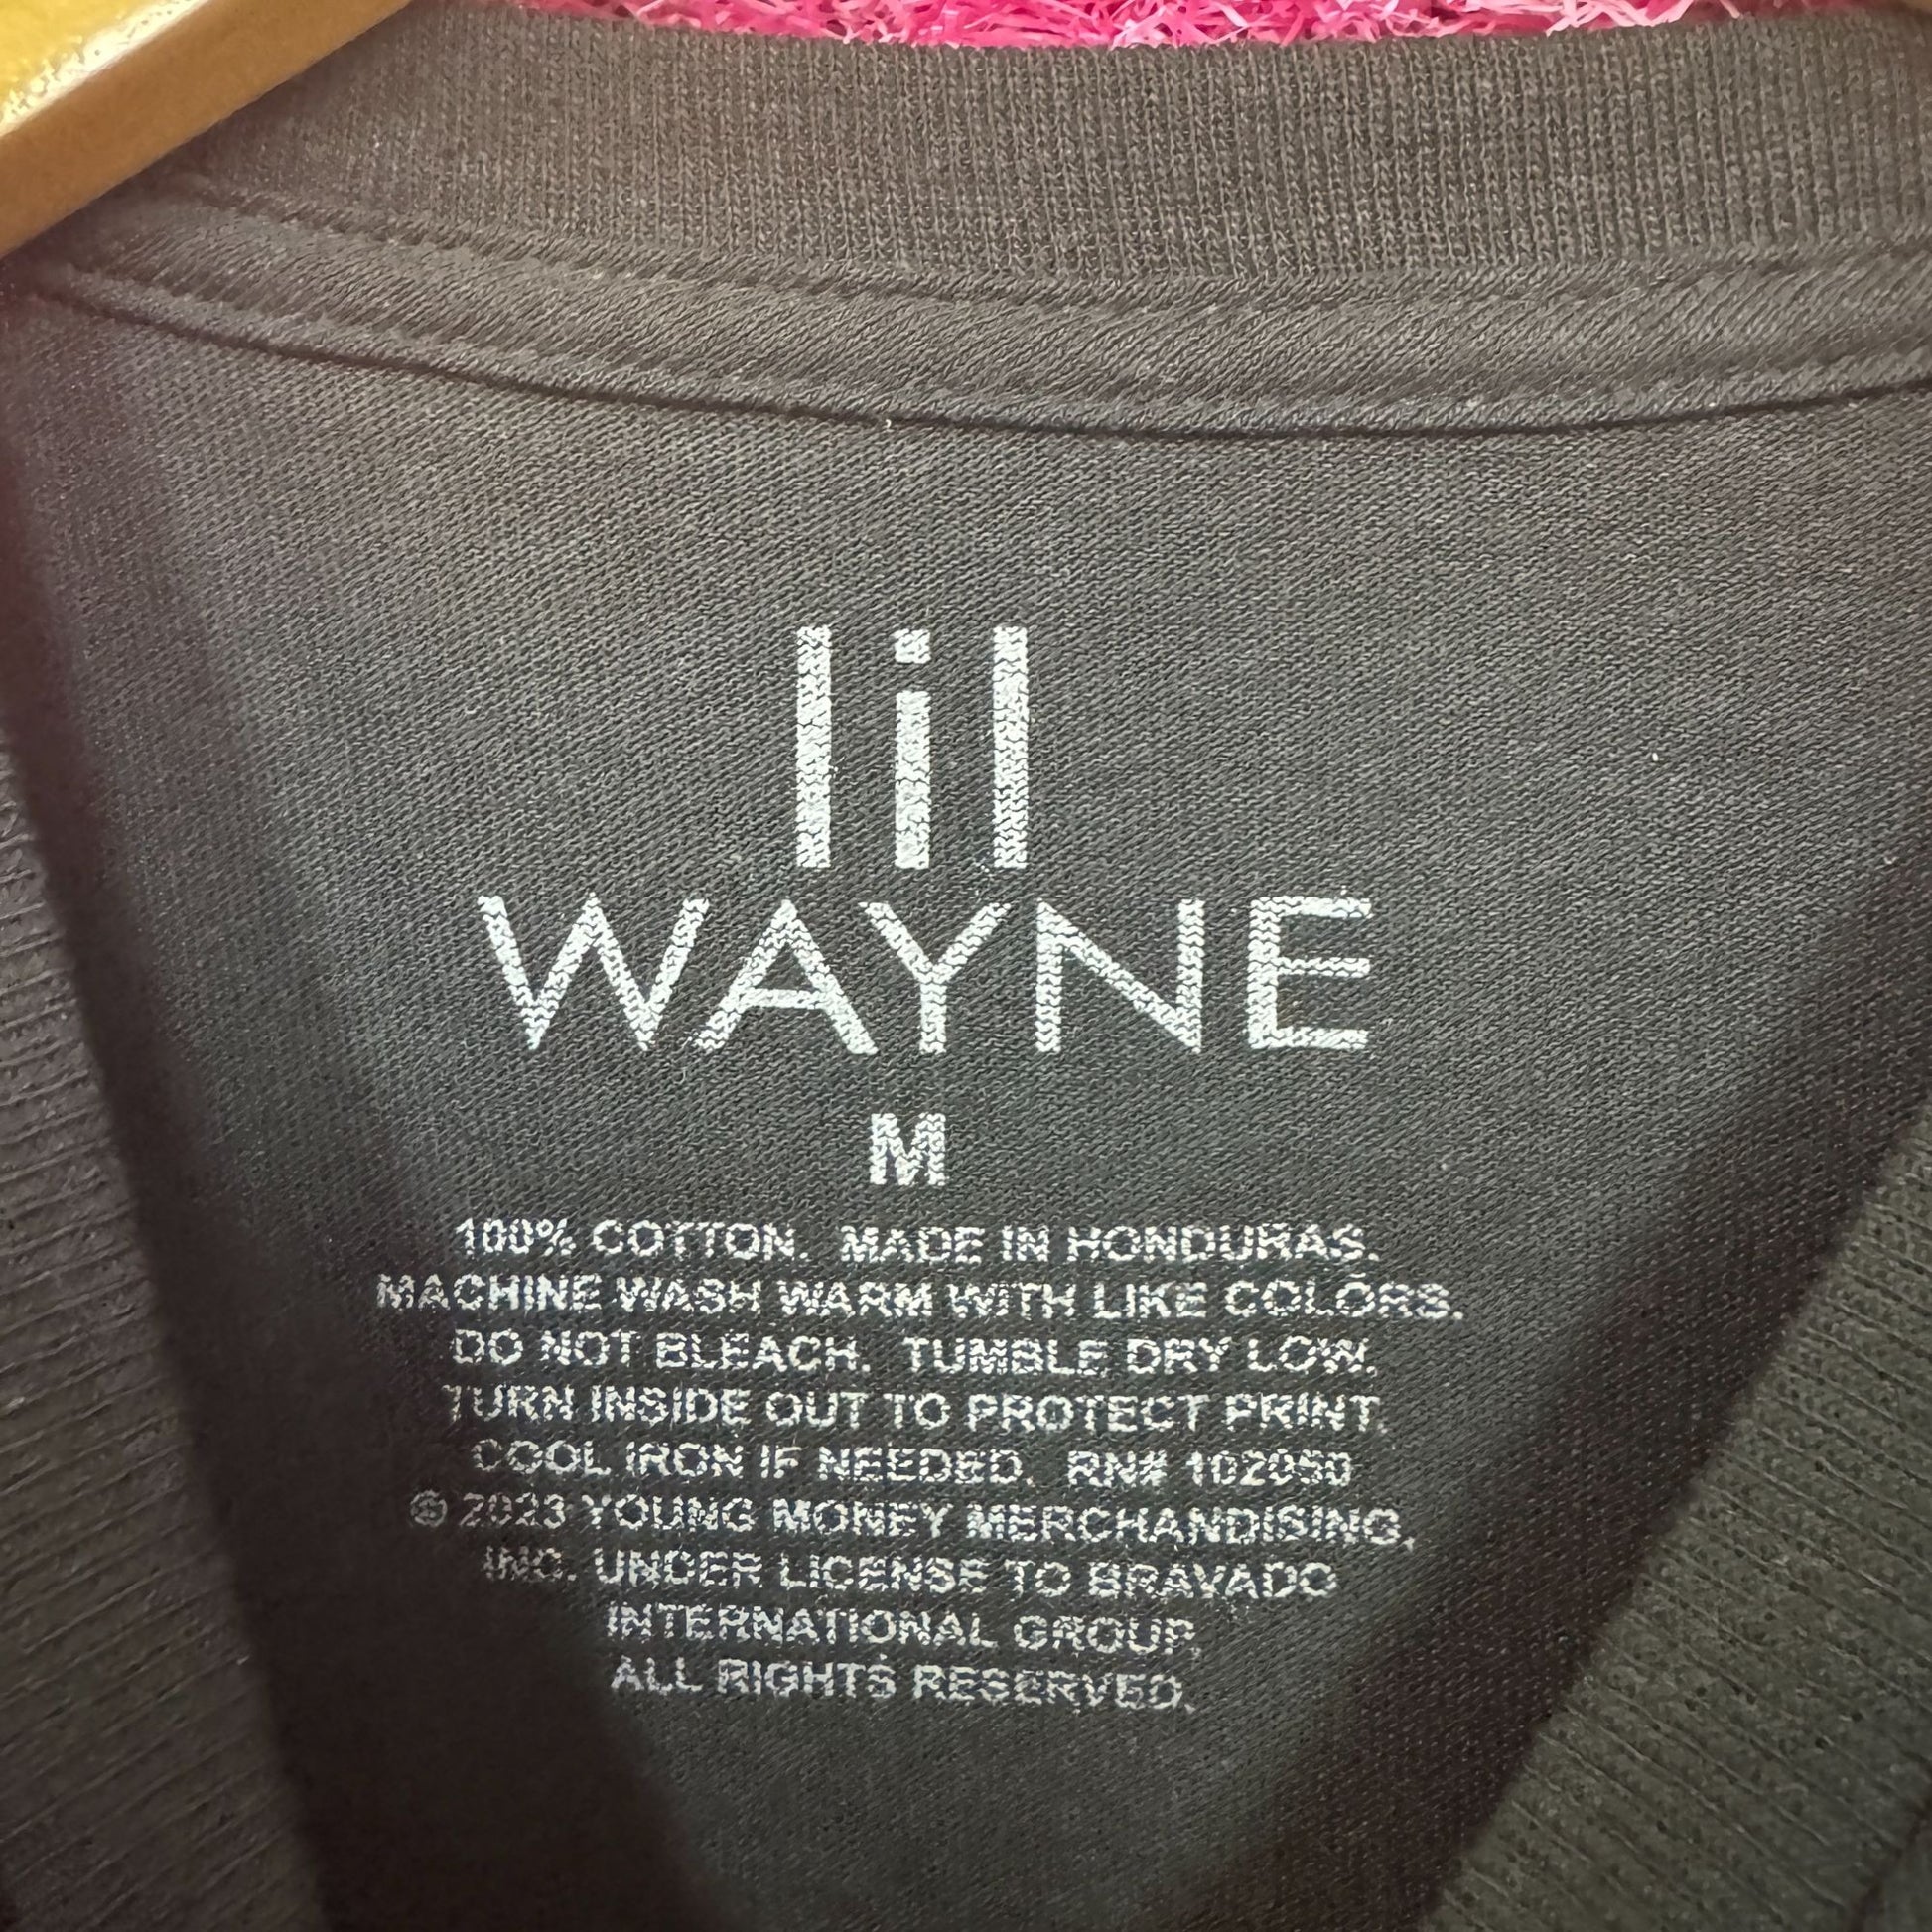 lil
WAYNE
M
100% COTTON. MADE IN HONDURAS.
MACHINE WASH WARM WITH LIKE COLORS.
DO NOT BLEACH. TUMBLE DRY LOW.
TURN INSIDE OUT TO PROTECT PRINT.
COOL IRON IF NEEDED. RN# 102050
© 2023 YOUNG MONEY MERCHANDISING,
INC. UNDER LICENSE TO BRAVADO
INTERNATIONAL GROUP,
ALL RIGHTS RESERVED.